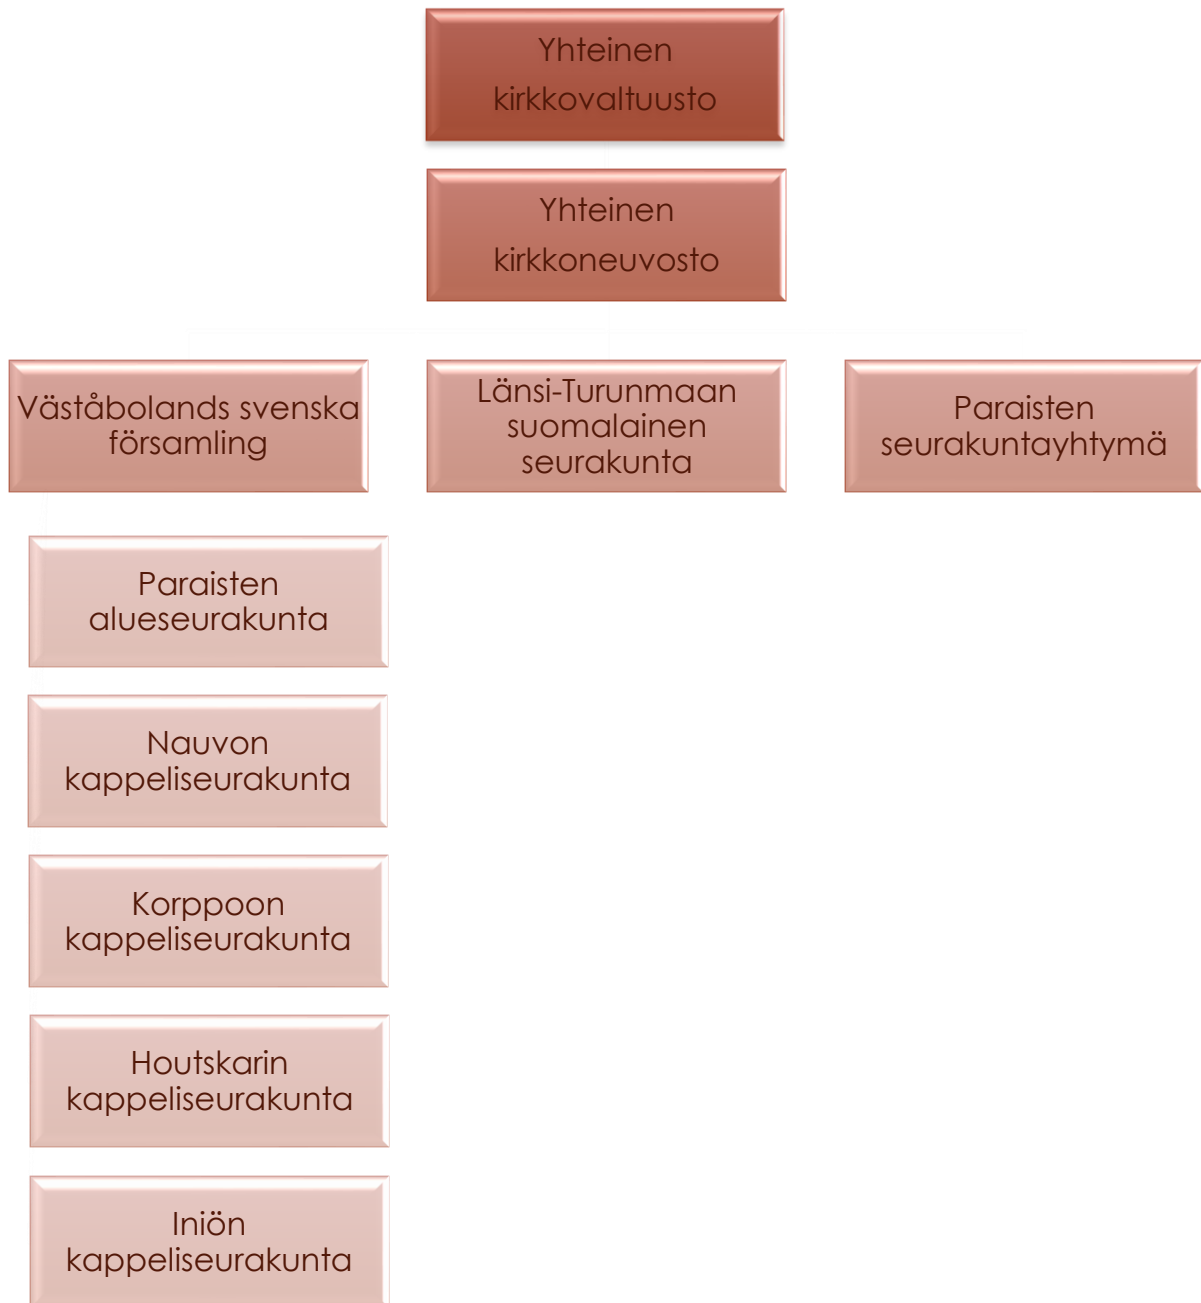 Yhteinen
kirkkovaltuusto
Yhteinen
kirkkoneuvosto
Väståbolands svenska
församling
Länsi-Turunmaan
suomalainen
seurakunta
Paraisten
seurakuntayhtymä
Paraisten
alueseurakunta
Nauvon
kappeliseurakunta
Korppoon
kappeliseurakunta
Houtskarin
kappeliseurakunta
Iniön
kappeliseurakunta